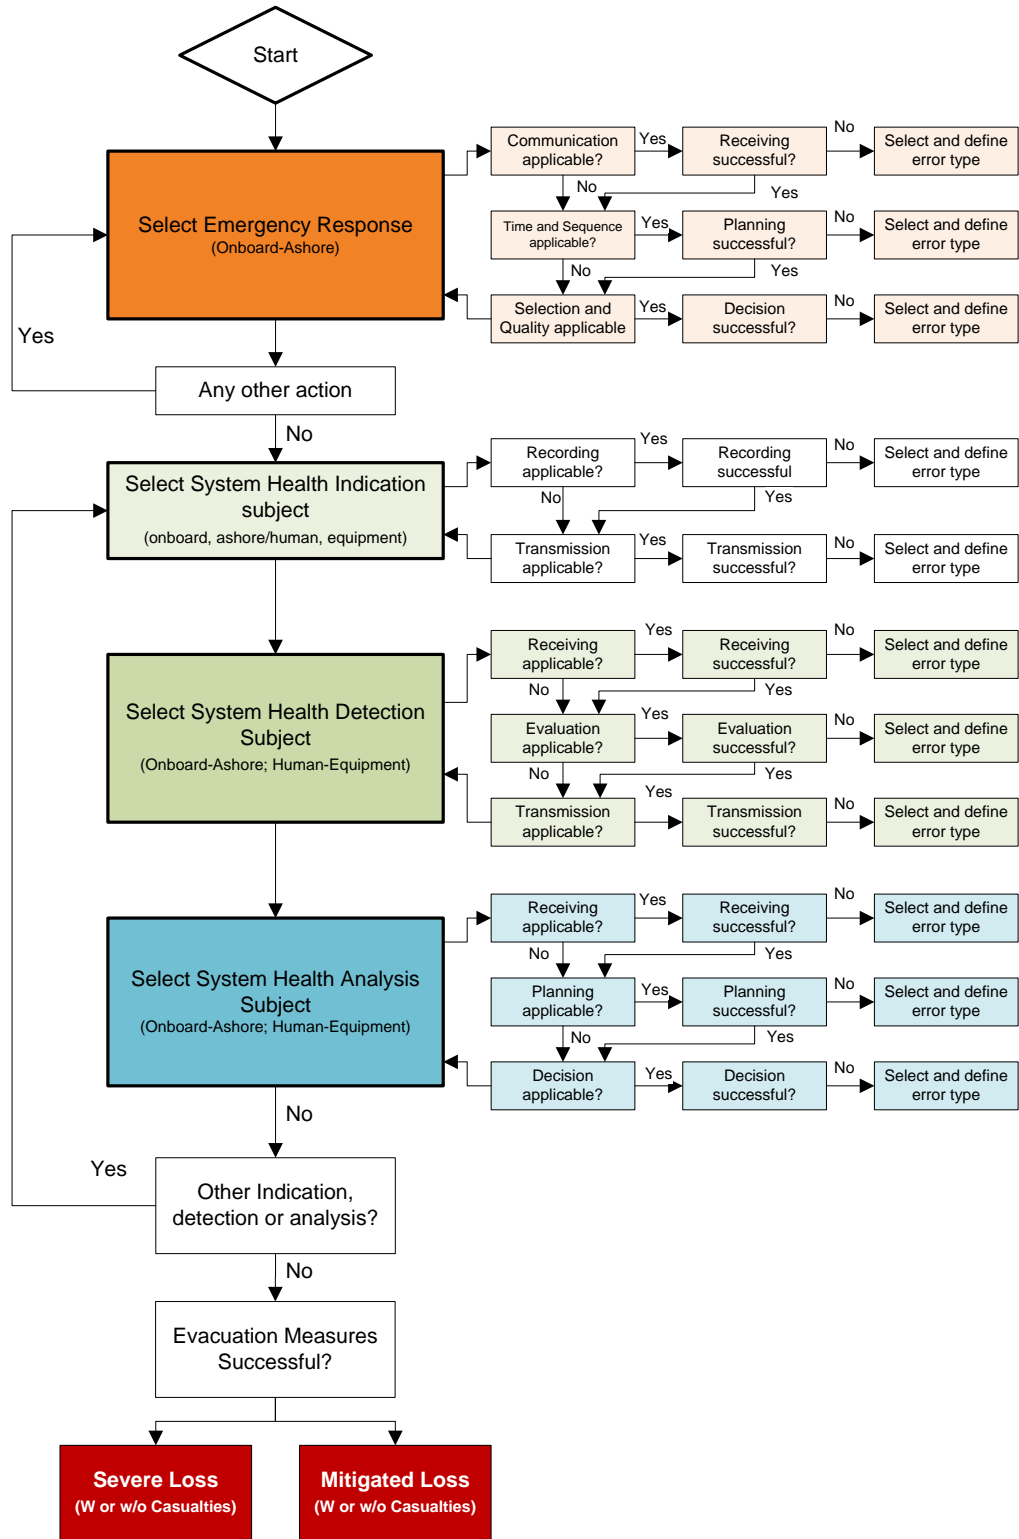 Start
Communication applicable?
Yes
Receiving successful?
No
Select and define error type
No
Yes
Select Emergency Response
(Onboard-Ashore)
Time and Sequence applicable?
Yes
Planning successful?
No
Select and define error type
No
Yes
Selection and Quality applicable
Yes
Decision successful?
No
Select and define error type
Yes
Any other action
No
Select System Health Indication
subject
(onboard, ashore/human, equipment)
Recording applicable?
Yes
Recording successful
No
Select and define error type
No
Yes
Transmission applicable?
Yes
Transmission successful?
No
Select and define error type
Select System Health Detection
Subject
(Onboard-Ashore; Human-Equipment)
Receiving applicable?
Yes
Receiving successful?
No
Select and define error type
No
Yes
Evaluation applicable?
Yes
Evaluation successful?
No
Select and define error type
No
Yes
Transmission applicable?
Yes
Transmission successful?
No
Select and define error type
Select System Health Analysis
Subject
(Onboard-Ashore; Human-Equipment)
Receiving applicable?
Yes
Receiving successful?
No
Select and define error type
No
Yes
Planning applicable?
Yes
Planning successful?
No
Select and define error type
No
Yes
Decision applicable?
Yes
Decision successful?
No
Select and define error type
No
Yes
Other Indication,
detection or analysis?
No
Evacuation Measures
Successful?
Severe Loss
(W or w/o Casualties)
Mitigated Loss
(W or w/o Casualties)